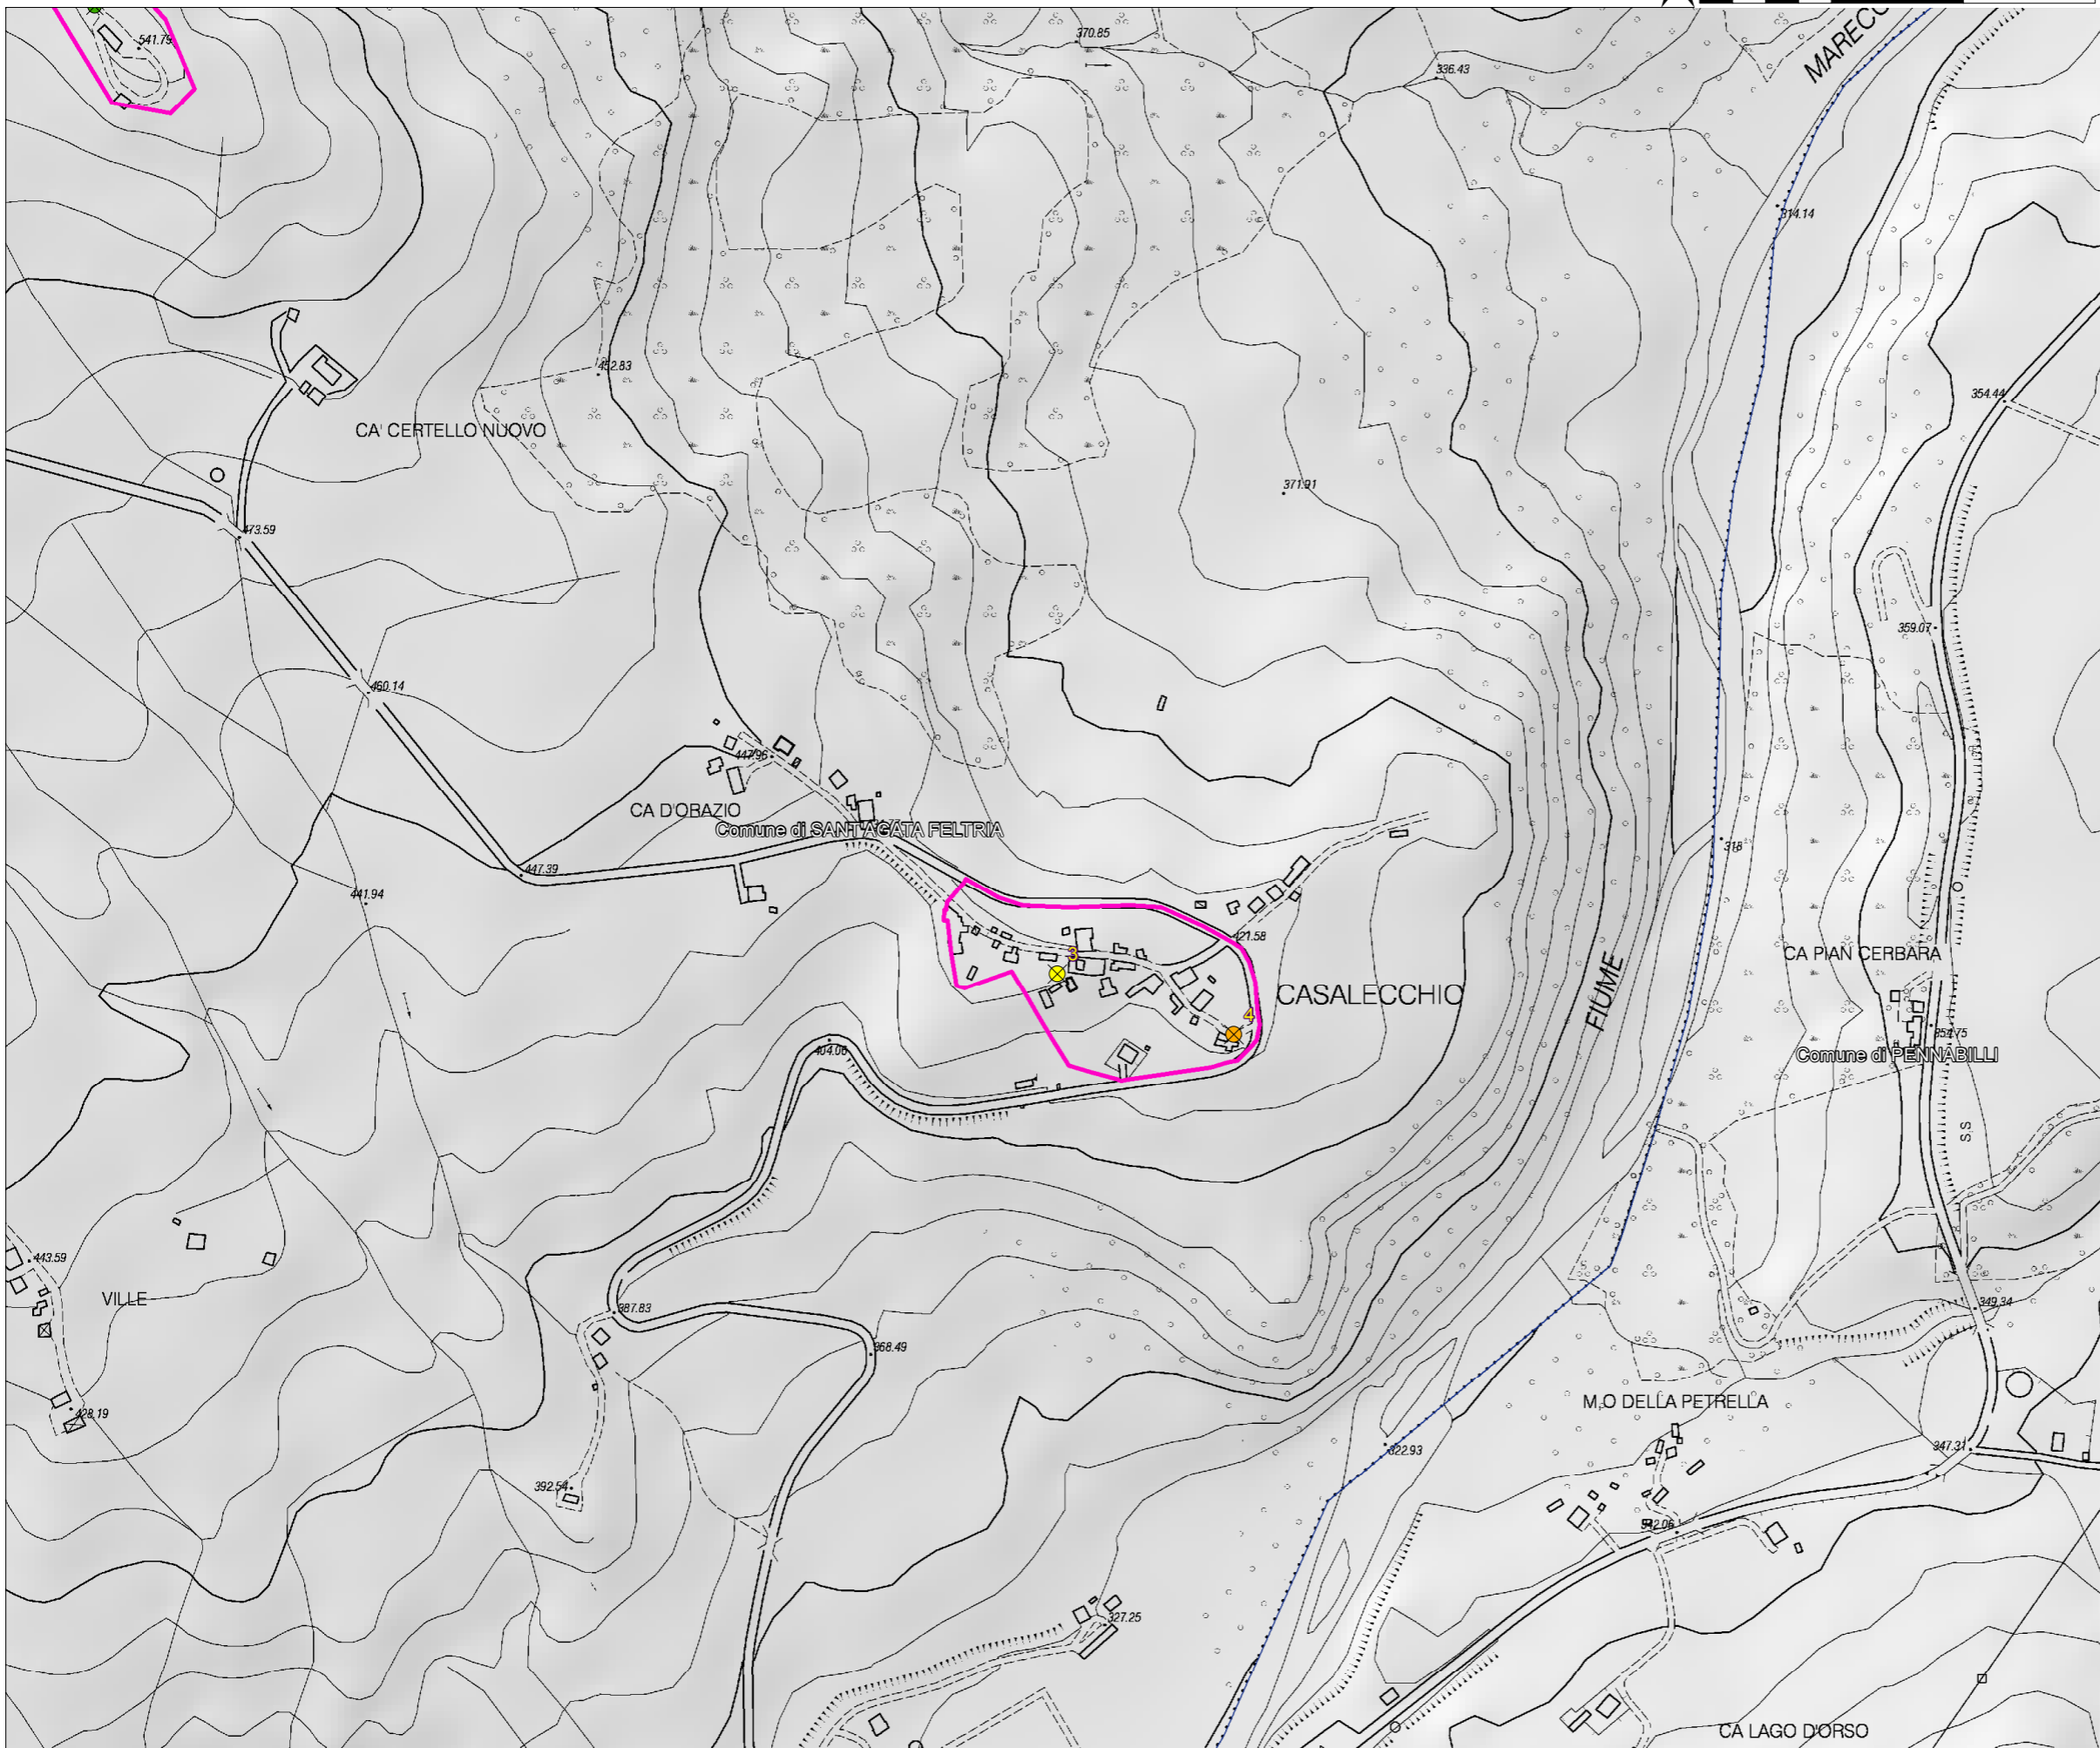 541.79
370.85
336.43
MARECC
314.14
452.83
354.44
CA' CERTELLO NUOVO
371.91
473.59
359.07
460.14
447.96
CA D'ORAZIO
Comune di SANT'AGATA FELTRIA
318
447.39
441.94
421.58
3
CA PIAN CERBARA
CASALECCHIO
FIUME
4
404.06
354.75
Comune di PENNABILLI
S.S
443.59
VILLE
387.83
349.34
368.49
M,O DELLA PETRELLA
428.19
322.93
347.31
392.54
342.06
327.25
CA LAGO D'ORSO